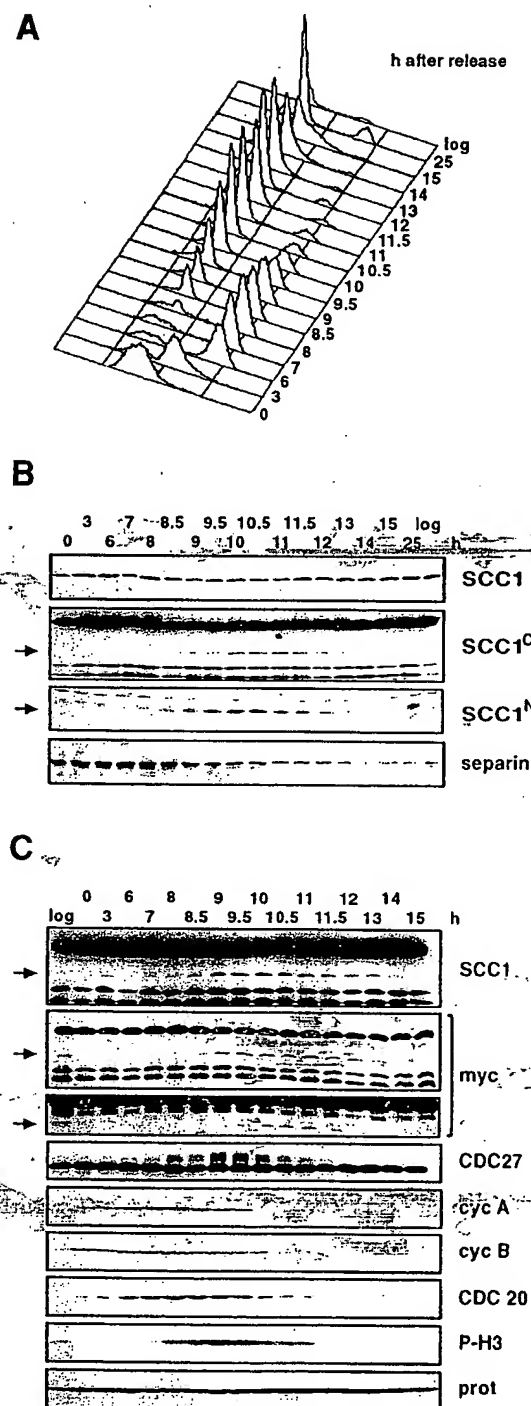 A
h after release
log
25
15
14
13
12
11.5
11
10.5
10
9.5
9
8.5
8
7
6
3
0
B
3 7 8.5 9.5 10.5 11.5 13 15 log
0 6 8 9 10 11 12 14 25 h
SCC1
SCC1C
SCC1N
separin
C
0 6 8 9 10 11 12 14
log 3 7 8.5 9.5 10.5 11.5 13 15 h
SCC1
myc
CDC27
cyc A
cyc B
CDC 20
P-H3
prot